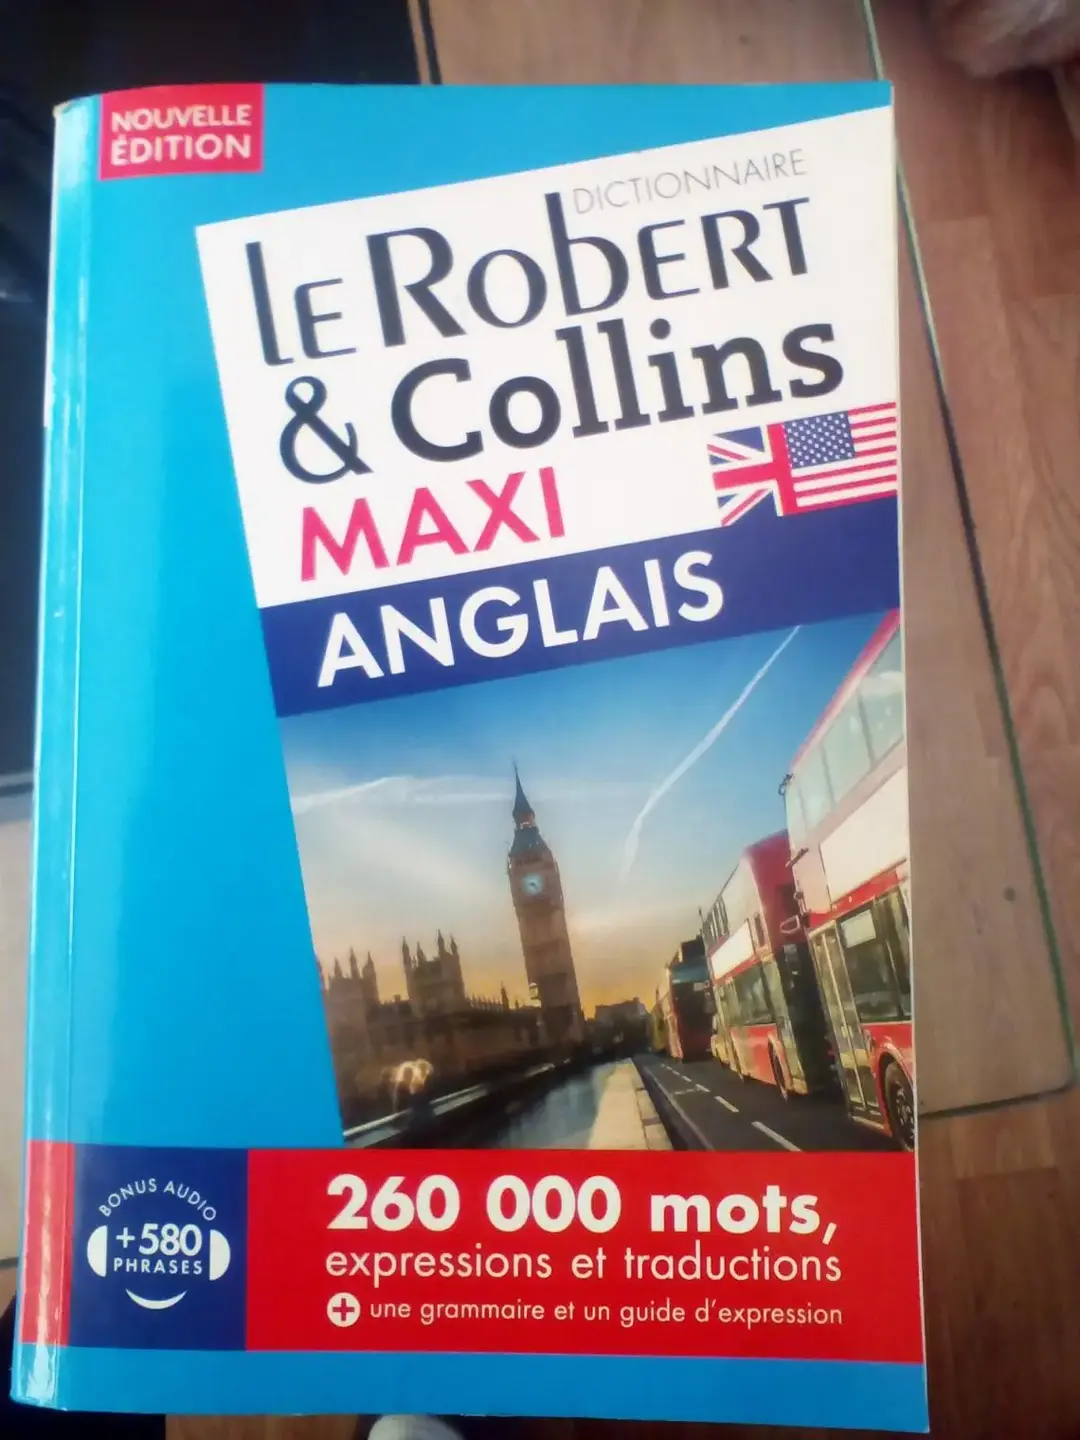 NOUVELLE
ÉDITION
DICTIONNAIRE
LE ROBERT
& Collins
MAXI
ANGLAIS
BONUS AUDIO
+580
PHRASES
260 000 mots,
expressions et traductions
+ une grammaire et un guide d'expression